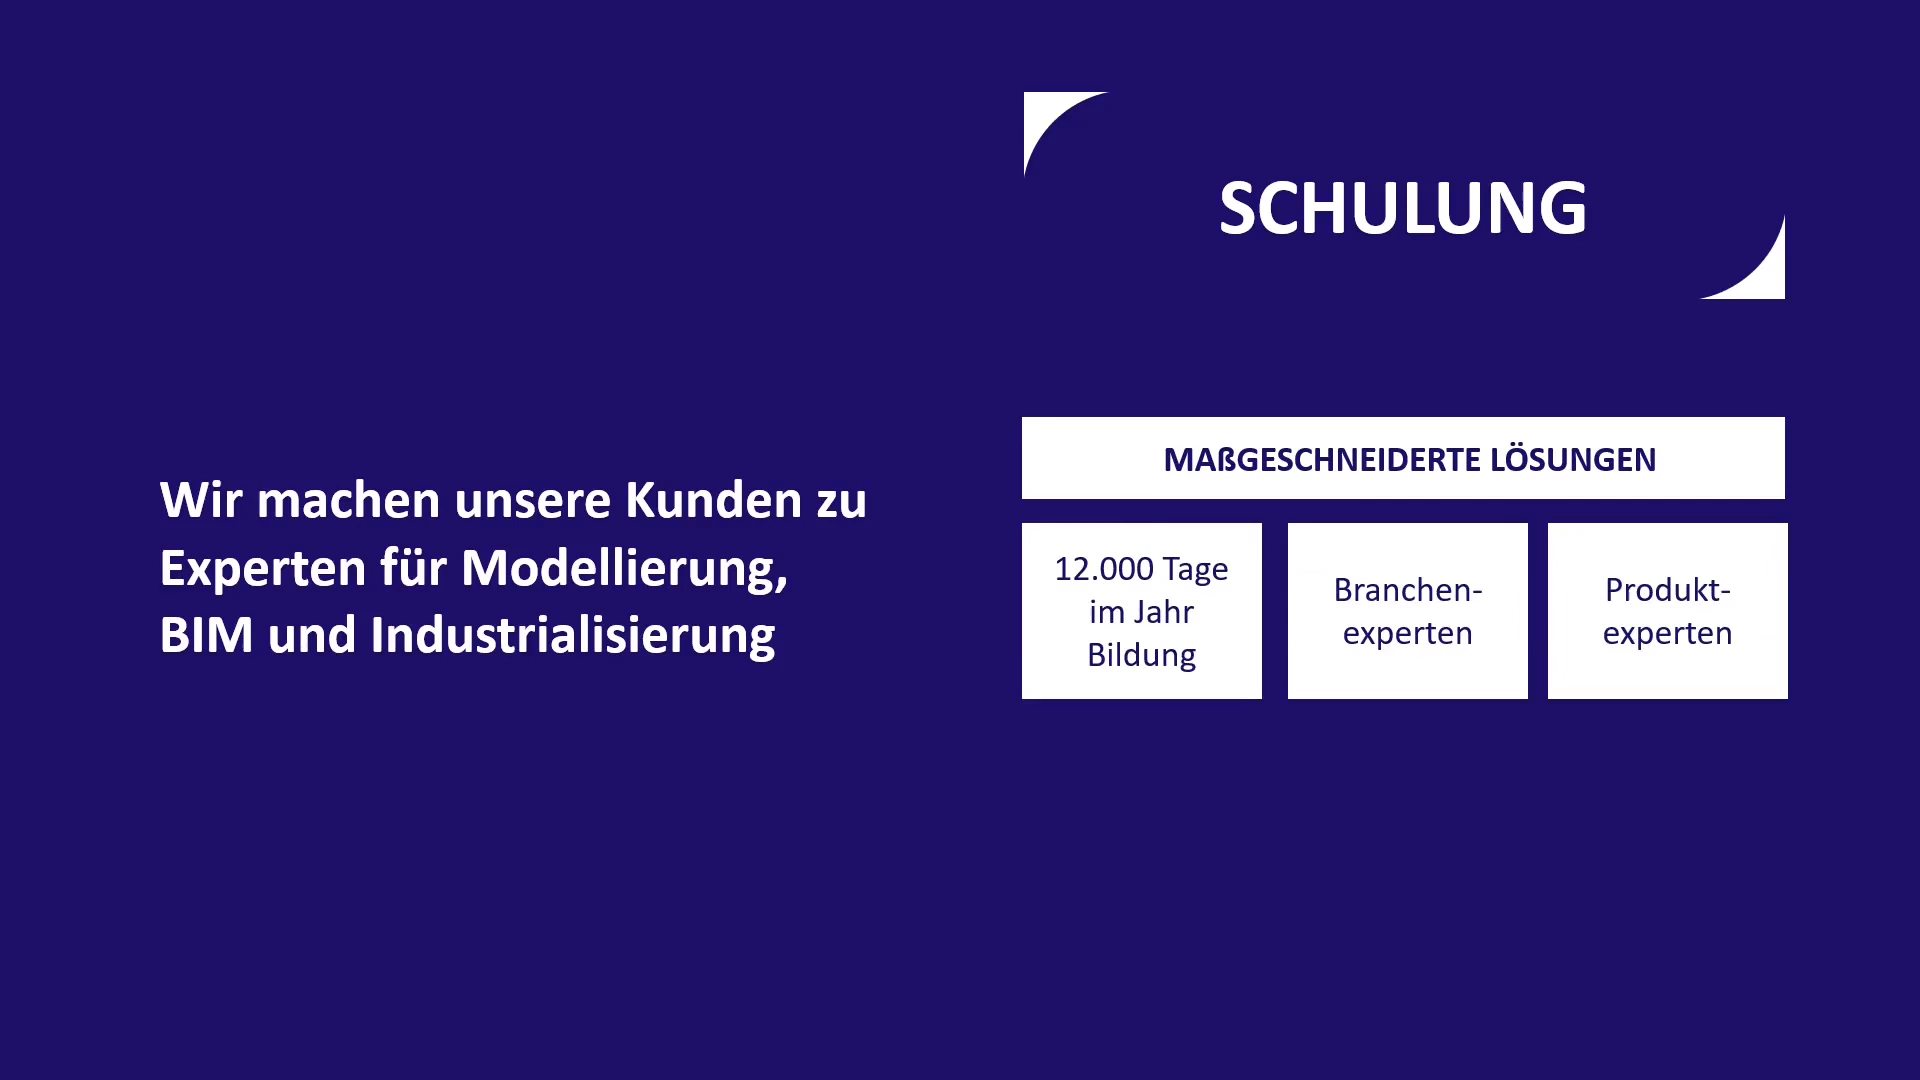 SCHULUNG
Wir machen unsere Kunden zu
Experten für Modellierung,
BIM und Industrialisierung
MAßGESCHNEIDERTE LÖSUNGEN
12.000 Tage
im Jahr
Bildung
Branchen-
experten
Produkt-
experten